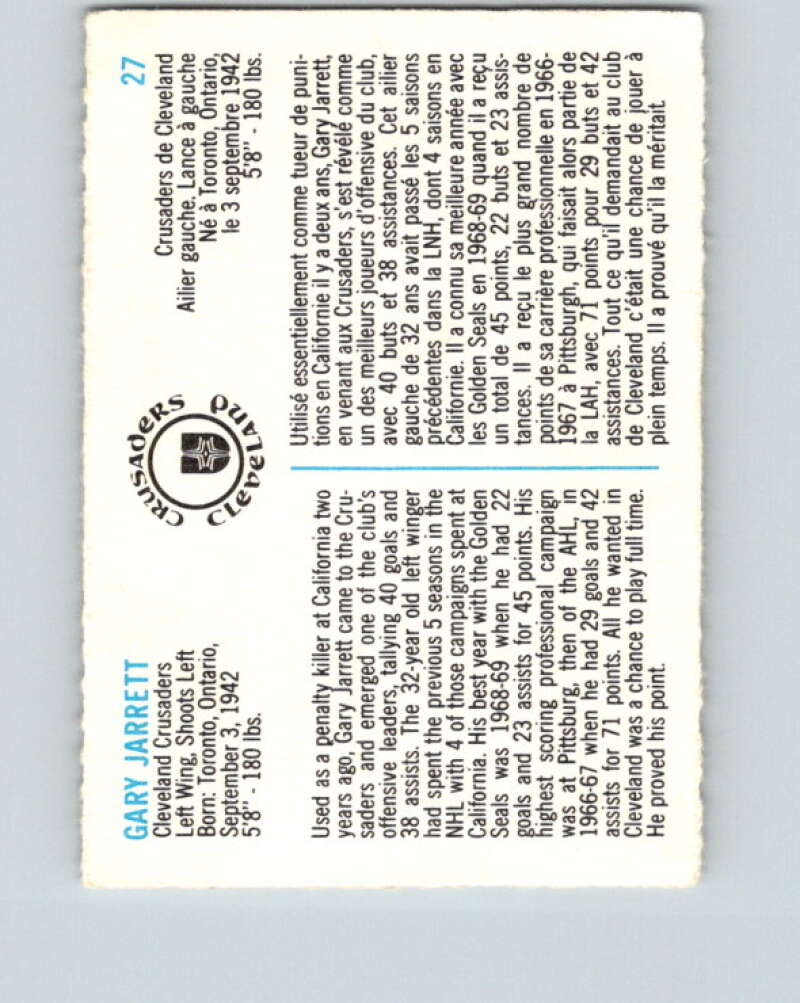 GARY JARRETT
Cleveland Crusaders
Left Wing, Shoots Left
Born: Toronto, Ontario,
September 3, 1942
5'8" - 180 lbs.
CRUSADERS
CLEVELAND
27
Crusaders de Cleveland
Ailier gauche. Lance à gauche
Né à Toronto, Ontario,
le 3 septembre 1942
5'8" - 180 lbs.
Used as a penalty killer at California two
years ago, Gary Jarrett came to the Cru-
saders and emerged one of the club's
offensive leaders, tallying 40 goals and
38 assists. The 32-year old left winger
had spent the previous 5 seasons in the
NHL with 4 of those campaigns spent at
California. His best year with the Golden
Seals was 1968-69 when he had 22
goals and 23 assists for 45 points. His
highest scoring professional campaign
was at Pittsburg, then of the AHL, in
1966-67 when he had 29 goals and 42
assists for 71 points. All he wanted in
Cleveland was a chance to play full time.
He proved his point.
Utilisé essentiellement comme tueur de puni-
tions en Californie il y a deux ans, Gary Jarrett,
en venant aux Crusaders, s'est révélé comme
un des meilleurs joueurs d'offensive du club,
avec 40 buts et 38 assistances. Cet ailier
gauche de 32 ans avait passé les 5 saisons
précédentes dans la LNH, dont 4 saisons en
Californie. Il a connu sa meilleure année avec
les Golden Seals en 1968-69 quand il a reçu
un total de 45 points, 22 buts et 23 assis-
tances. Il a reçu le plus grand nombre de
points de sa carrière professionnelle en 1966-
1967 à Pittsburgh, qui faisait alors partie de
la LAH, avec 71 points pour 29 buts et 42
assistances. Tout ce qu'il demandait au club
de Cleveland c'était une chance de jouer à
plein temps. Il a prouvé qu'il la méritait.